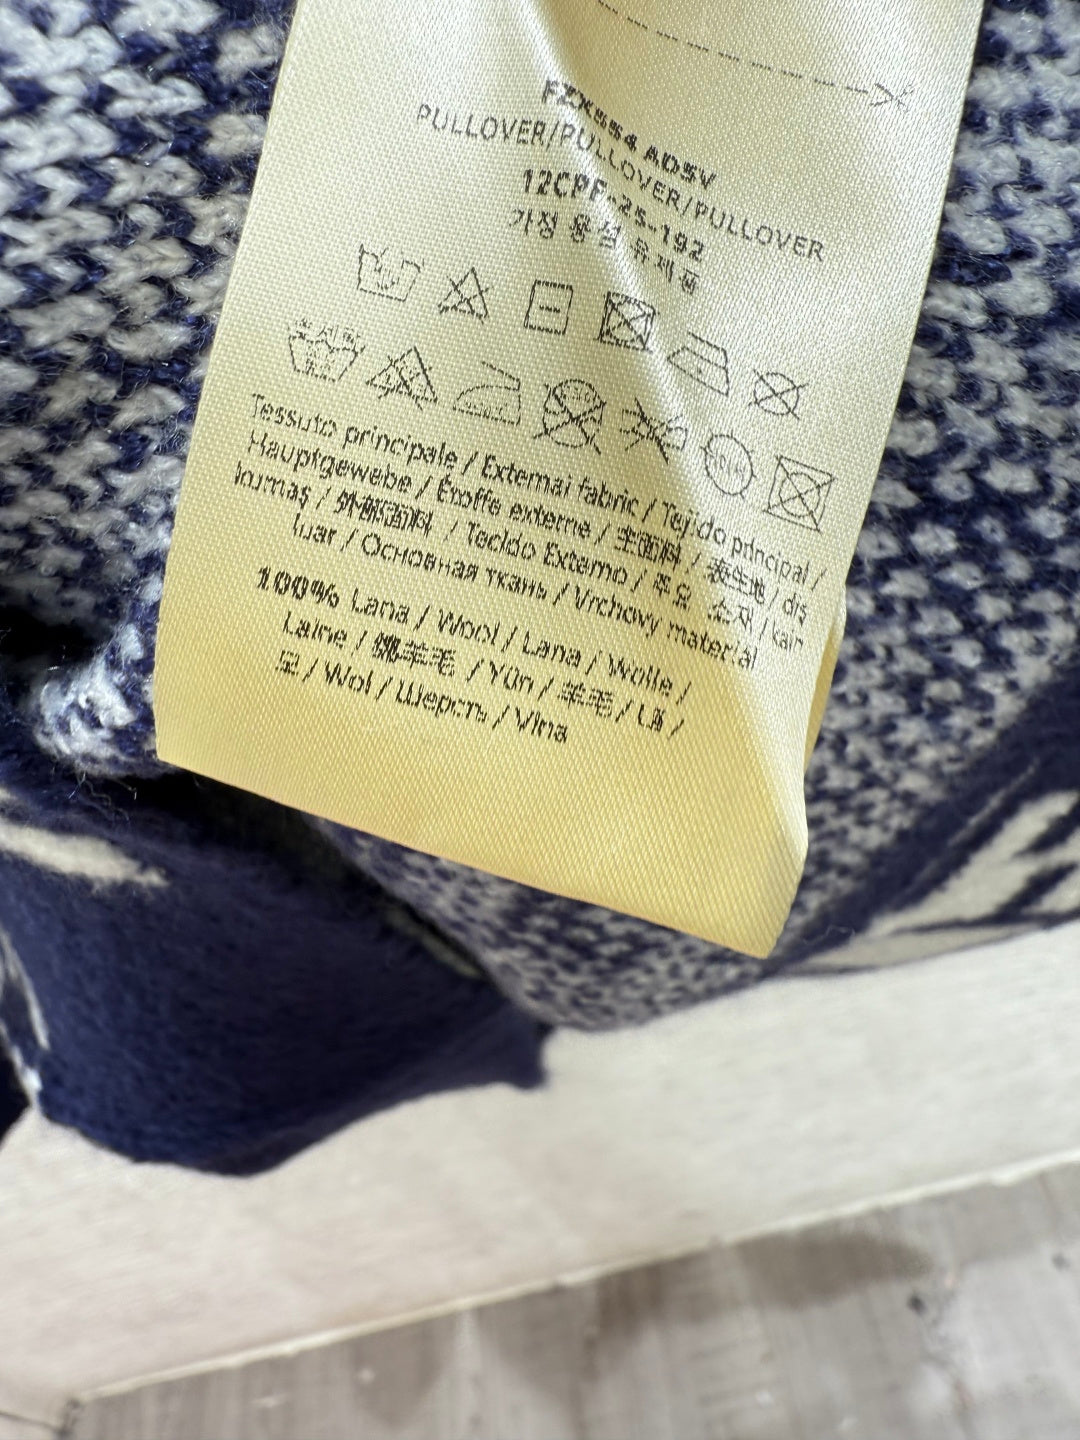 FZX554 AD5V
PULLOVER/PULLOVER/PULLOVER
12CPF-25-192
가정용 섬유제품
Tessuto principale / External fabric / Tejido principal /
Hauptgewebe / Étoffe externe / 主面料 / 表生地 / dış
kumaş / 外部面料 / Tecido Externo / 주요 소재 / kain
luar / Основная ткань / Vrchový materiál
100% Lana / Wool / Lana / Wolle /
Laine / 绵羊毛 / Yün / 羊毛 / Lã /
모 / Wol / Шерсть / Vlna